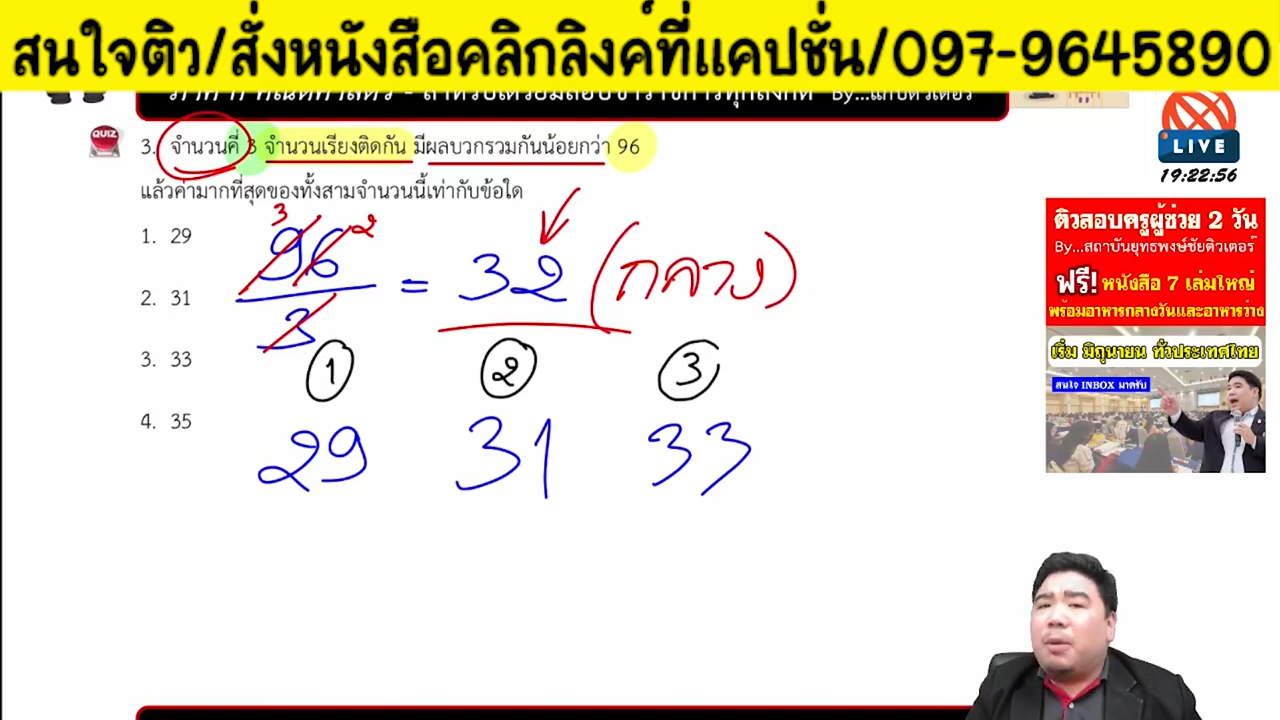 สนใจติว/สั่งหนังสือคลิกลิงค์ที่แคปชั่น/097-9645890
QUIZ
3. จำนวนคี่ 3 จำนวนเรียงติดกัน มีผลบวกรวมกันน้อยกว่า 96
แล้วค่ามากที่สุดของทั้งสามจำนวนนี้เท่ากับข้อใด
1. 29
2. 31
3. 33
4. 35
3 2
96
3
= 32 (กลาง)
1 2 3
29 31 33
LIVE
19:22:56
ติวสอบครูผู้ช่วย 2 วัน
By...สถาบันยุทธพงษ์ชัยติวเตอร์
ฟรี! หนังสือ 7 เล่มใหญ่
พร้อมอาหารกลางวันและอาหารว่าง
เริ่ม มิถุนายน ทั่วประเทศไทย
สนใจ INBOX มาครับ